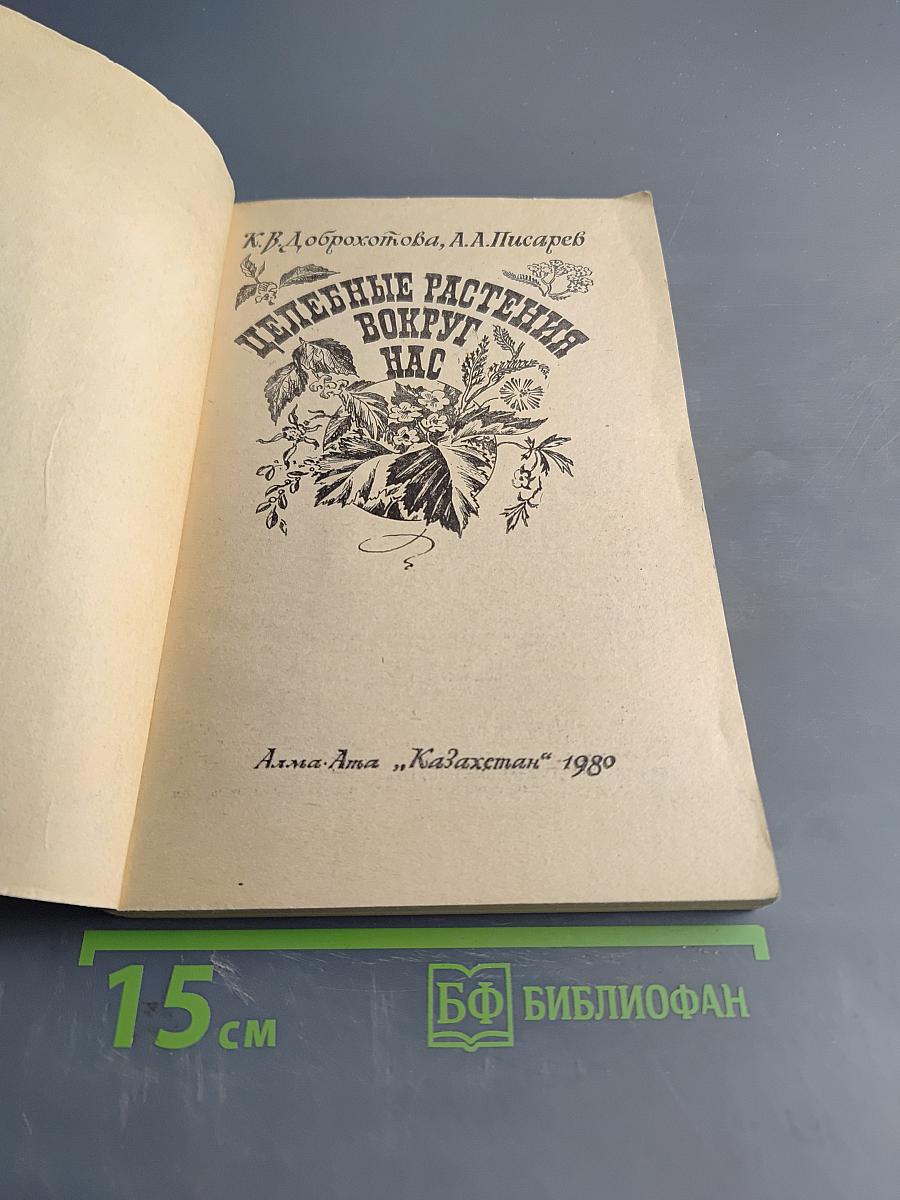 К. В. Доброхотова, А. А. Писарев
ЦЕЛЕБНЫЕ РАСТЕНИЯ
ВОКРУГ
НАС
Алма-Ата „Казахстан“ 1980
15 см
БФ БИБЛИОФАН